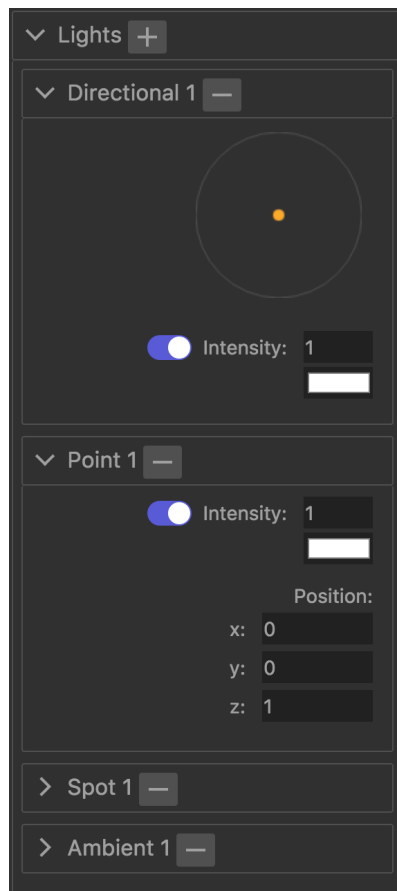 Lights
Directional 1
Intensity: 1
Point 1
Intensity: 1
Position:
x: 0
y: 0
z: 1
Spot 1
Ambient 1